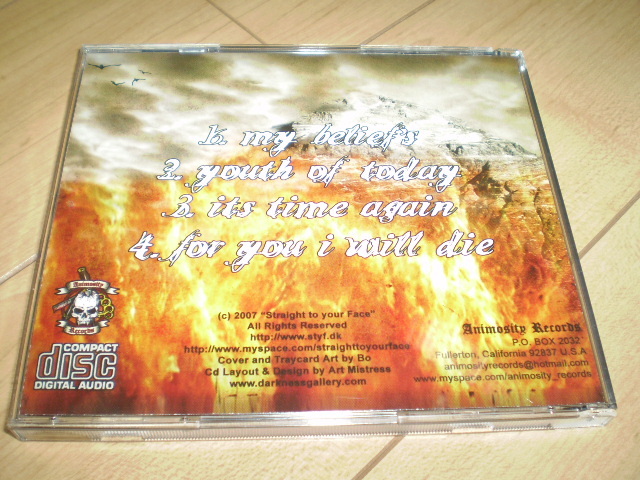 1. my beliefs
2. youth of today
3. its time again
4. for you i will die
Animosity
Records
COMPACT
disc
DIGITAL AUDIO
(c) 2007 "Straight to your Face"
All Rights Reserved
http://www.styf.dk
http://www.myspace.com/straighttoyourface
Cover and Traycard Art by Bo
Cd Layout & Design by Art Mistress
www.darknessgallery.com
Animosity Records
P.O. BOX 2032
Fullerton, California 92837 U.S.A
animosityrecords@hotmail.com
www.myspace.com/animosity_records